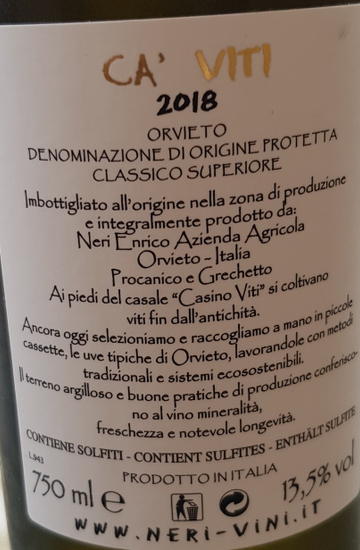 CA' VITI
2018
ORVIETO
DENOMINAZIONE DI ORIGINE PROTETTA
CLASSICO SUPERIORE
Imbottigliato all'origine nella zona di produzione
e integralmente prodotto da:
Neri Enrico Azienda Agricola
Orvieto - Italia
Procanico e Grechetto
Ai piedi del casale "Casino Viti" si coltivano
viti fin dall'antichità.
Ancora oggi selezioniamo e raccogliamo a mano in piccole
cassette, le uve tipiche di Orvieto, lavorandole con metodi
tradizionali e sistemi ecosostenibili.
Il terreno argilloso e buone pratiche di produzione conferisco-
no al vino mineralità,
freschezza e notevole longevità.
CONTIENE SOLFITI - CONTIENT SULFITES - ENTHÄLT SULFITE
L.943
PRODOTTO IN ITALIA
750 ml e 13,5% vol
WWW.NERI-VINI.IT